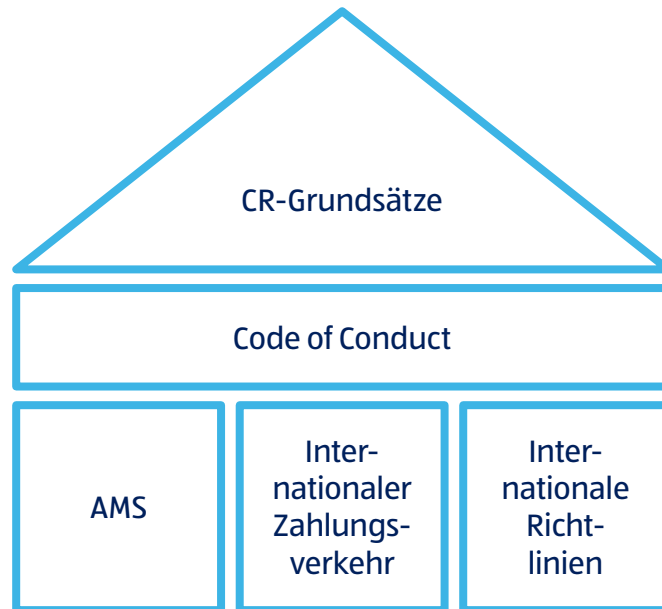 CR-Grundsätze
Code of Conduct
AMS
Inter-
nationaler
Zahlungs-
verkehr
Inter-
nationale
Richt-
linien